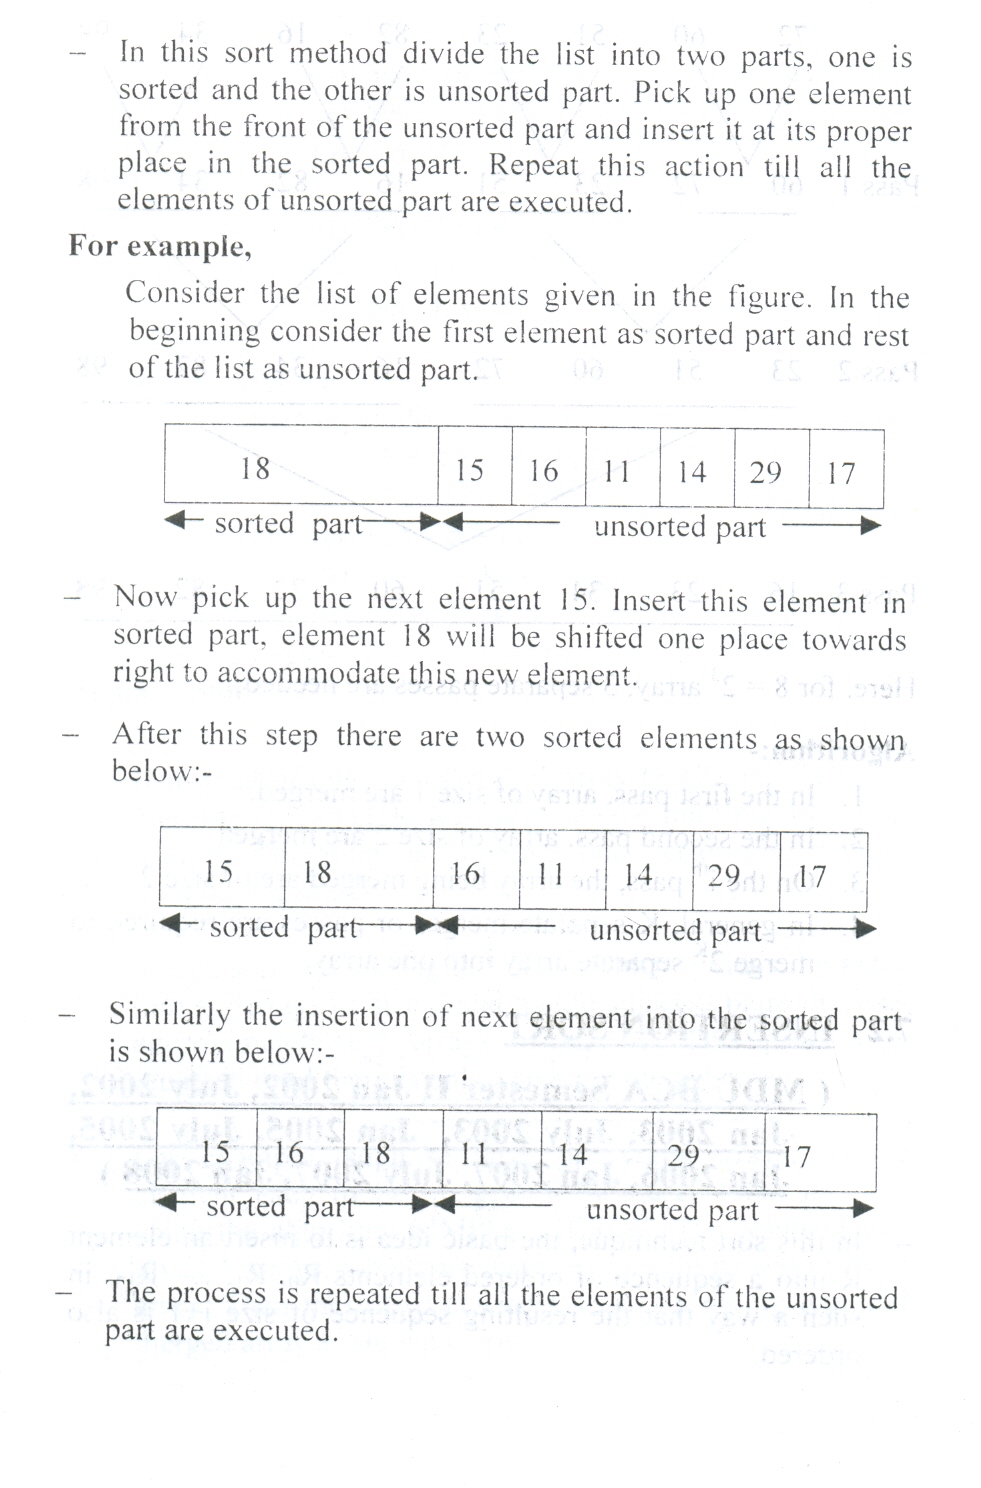 – In this sort method divide the list into two parts, one is
sorted and the other is unsorted part. Pick up one element
from the front of the unsorted part and insert it at its proper
place in the sorted part. Repeat this action till all the
elements of unsorted part are executed.
For example,
Consider the list of elements given in the figure. In the
beginning consider the first element as sorted part and rest
of the list as unsorted part.
18 15 16 11 14 29 17
sorted part unsorted part
– Now pick up the next element 15. Insert this element in
sorted part, element 18 will be shifted one place towards
right to accommodate this new element.
– After this step there are two sorted elements as shown
below:-
15 18 16 11 14 29 17
sorted part unsorted part
– Similarly the insertion of next element into the sorted part
is shown below:-
15 16 18 11 14 29 17
sorted part unsorted part
– The process is repeated till all the elements of the unsorted
part are executed.